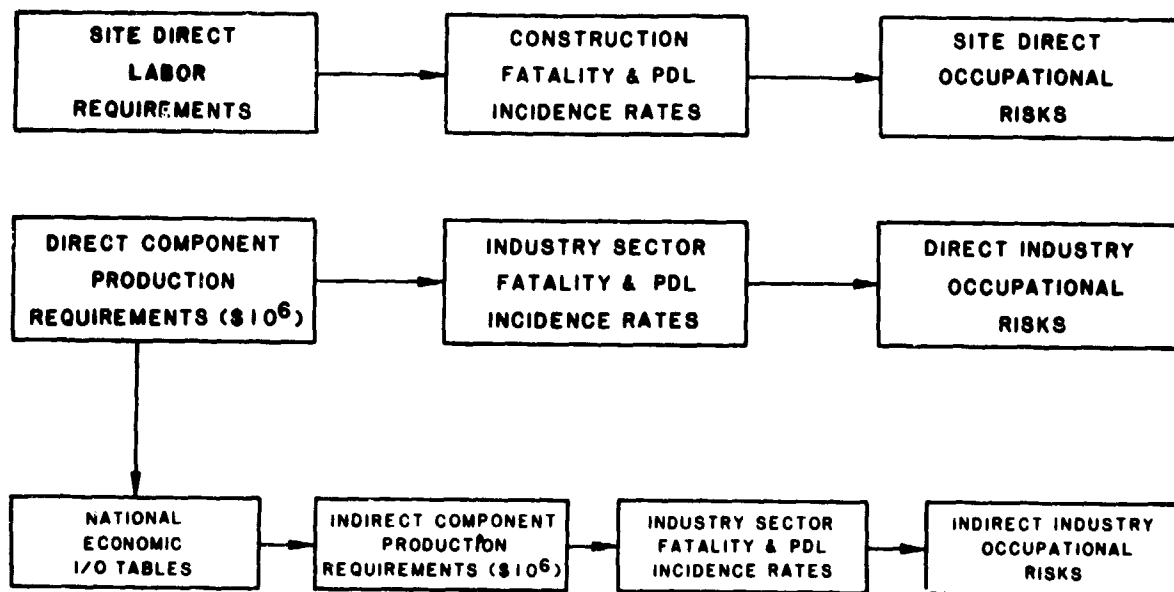 SITE DIRECT
LABOR
REQUIREMENTS
CONSTRUCTION
FATALITY & PDL
INCIDENCE RATES
SITE DIRECT
OCCUPATIONAL
RISKS
DIRECT COMPONENT
PRODUCTION
REQUIREMENTS ($10⁶)
INDUSTRY SECTOR
FATALITY & PDL
INCIDENCE RATES
DIRECT INDUSTRY
OCCUPATIONAL
RISKS
NATIONAL
ECONOMIC
I/O TABLES
INDIRECT COMPONENT
PRODUCTION
REQUIREMENTS ($10⁶)
INDUSTRY SECTOR
FATALITY & PDL
INCIDENCE RATES
INDIRECT INDUSTRY
OCCUPATIONAL
RISKS